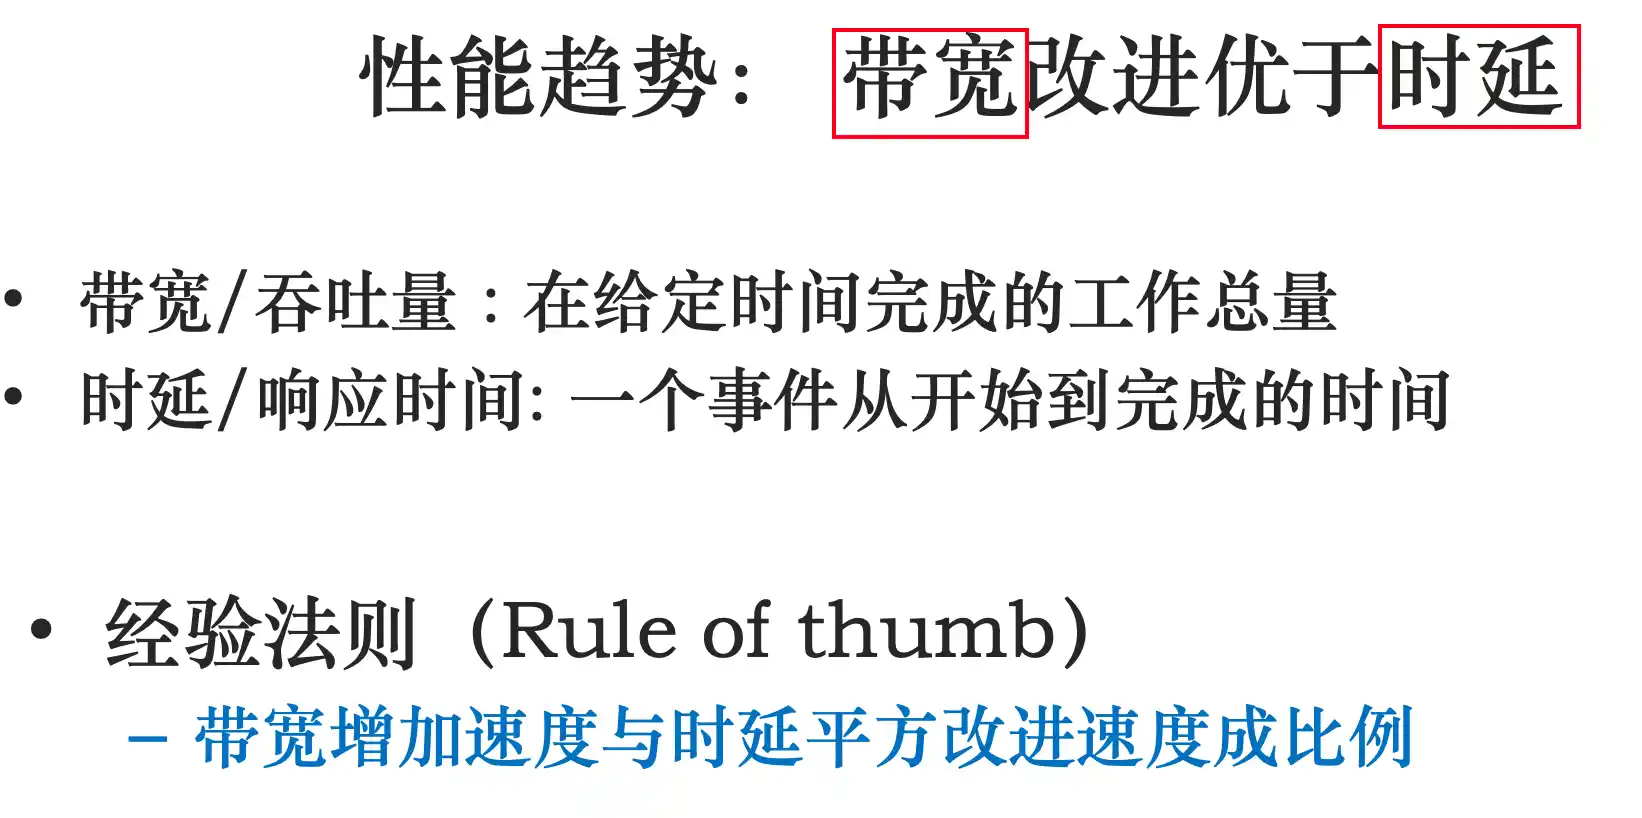 性能趋势： 带宽改进优于时延
• 带宽/吞吐量：在给定时间完成的工作总量
• 时延/响应时间: 一个事件从开始到完成的时间
• 经验法则（Rule of thumb）
– 带宽增加速度与时延平方改进速度成比例